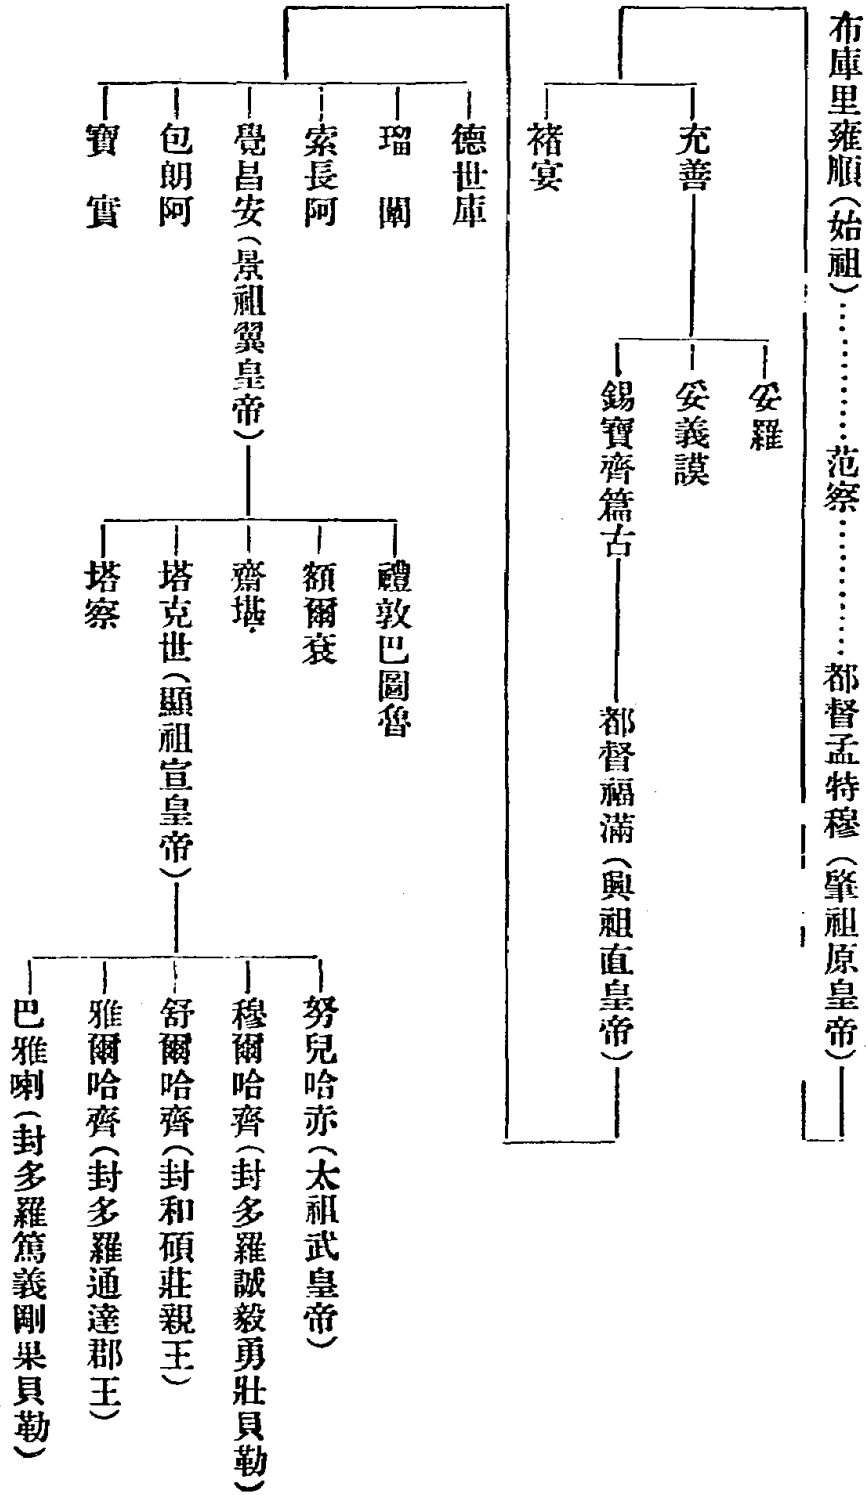 布庫里雍順（始祖）…………范察…………都督孟特穆（肇祖原皇帝）
充善
褚宴
妥羅
妥義謨
錫寶齊篇古
都督福滿（興祖直皇帝）
德世庫
瑠闡
索長阿
覺昌安（景祖翼皇帝）
包朗阿
寶實
禮敦巴圖魯
額爾袞
齋堪
塔克世（顯祖宣皇帝）
塔察
努兒哈赤（太祖武皇帝）
穆爾哈齊（封多羅誠毅勇壯貝勒）
舒爾哈齊（封和碩莊親王）
雅爾哈齊（封多羅通達郡王）
巴雅喇（封多羅篤義剛果貝勒）